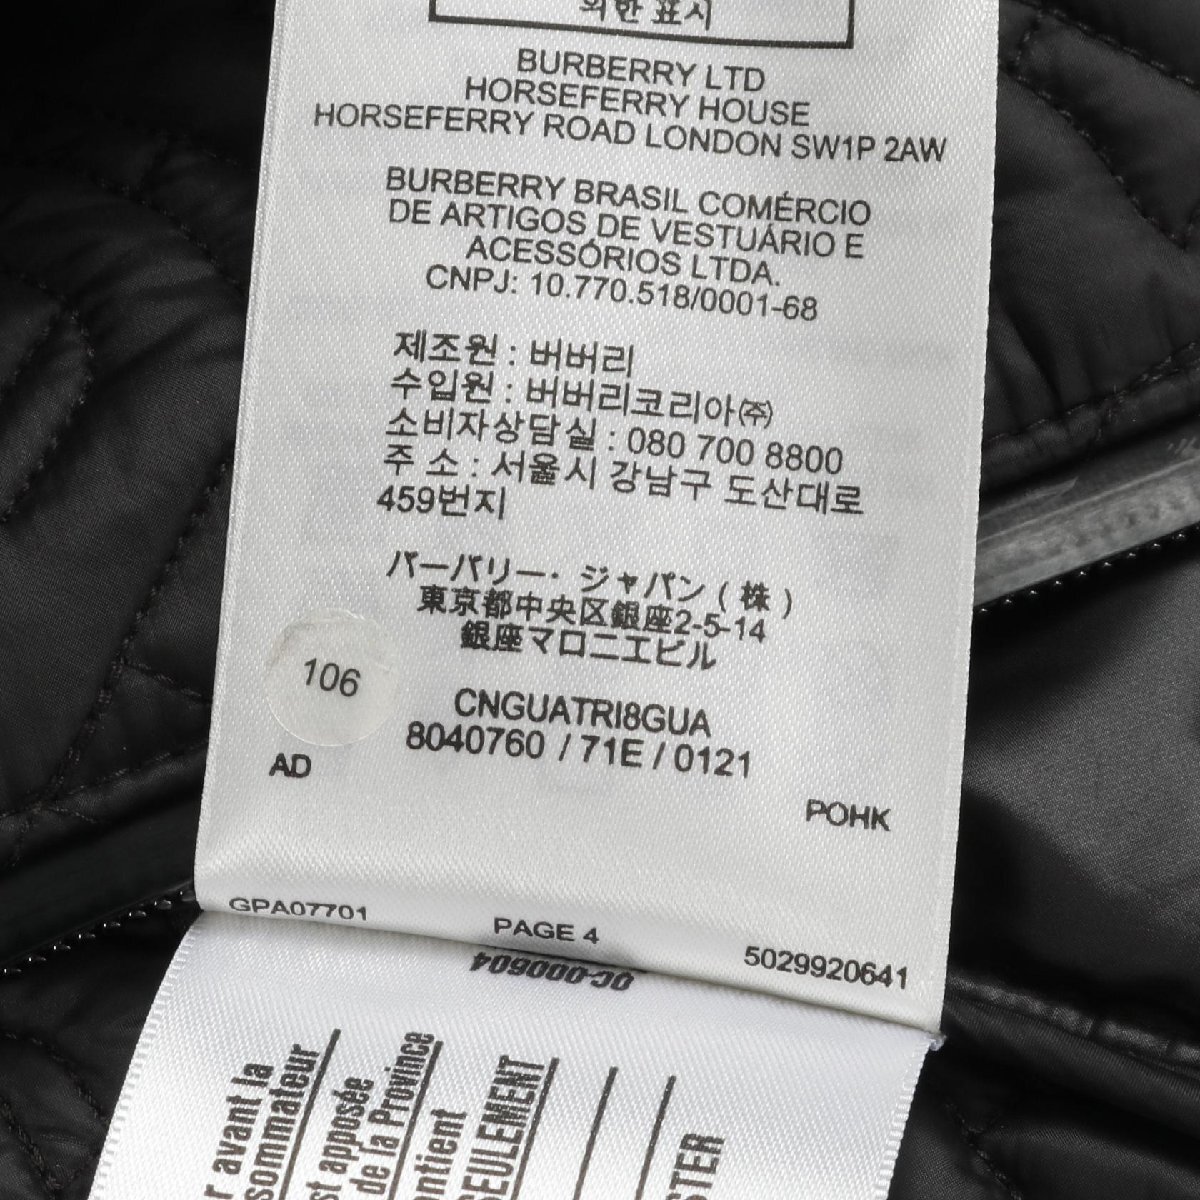 의한 표시
BURBERRY LTD
HORSEFERRY HOUSE
HORSEFERRY ROAD LONDON SW1P 2AW
BURBERRY BRASIL COMÉRCIO
DE ARTIGOS DE VESTUÁRIO E
ACESSÓRIOS LTDA.
CNPJ: 10.770.518/0001-68
제조원 : 버버리
수입원 : 버버리코리아㈜
소비자상담실 : 080 700 8800
주 소 : 서울시 강남구 도산대로
459번지
バーバリー・ジャパン ( 株 )
東京都中央区銀座2-5-14
銀座マロニエビル
106
CNGUATRI8GUA
8040760 / 71E / 0121
AD
POHK
GPA07701
PAGE 4
5029920641
OC-000604
r avant la
sommateur
st apposée
de la Province
ontient
SEULEMENT
STER